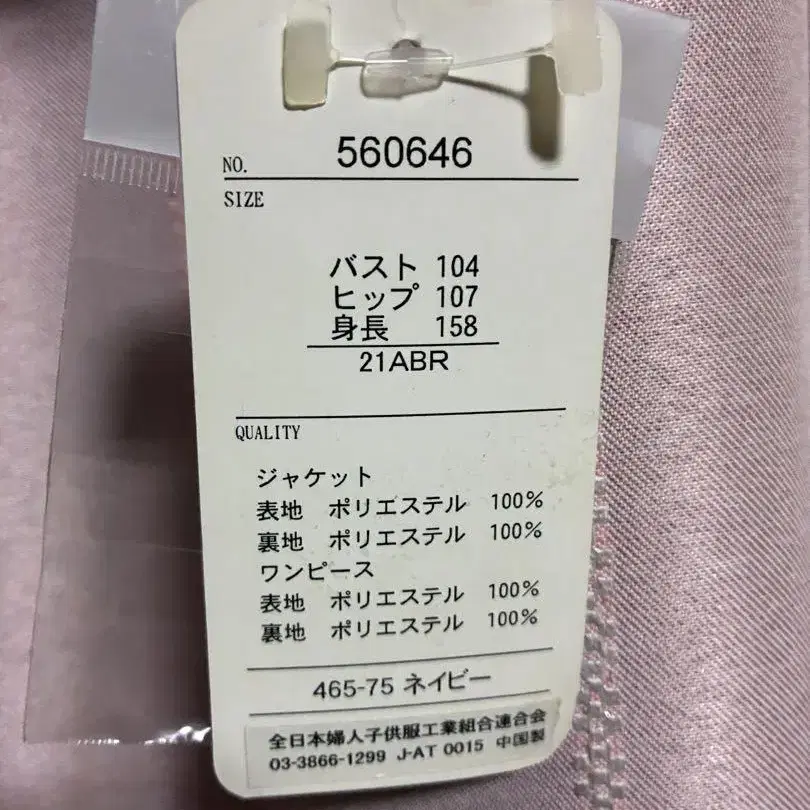 NO. 560646
SIZE
バスト 104
ヒップ 107
身長 158
21ABR
QUALITY
ジャケット
表地 ポリエステル 100%
裏地 ポリエステル 100%
ワンピース
表地 ポリエステル 100%
裏地 ポリエステル 100%
465-75 ネイビー
全日本婦人子供服工業組合連合会
03-3866-1299 J-AT 0015 中国製